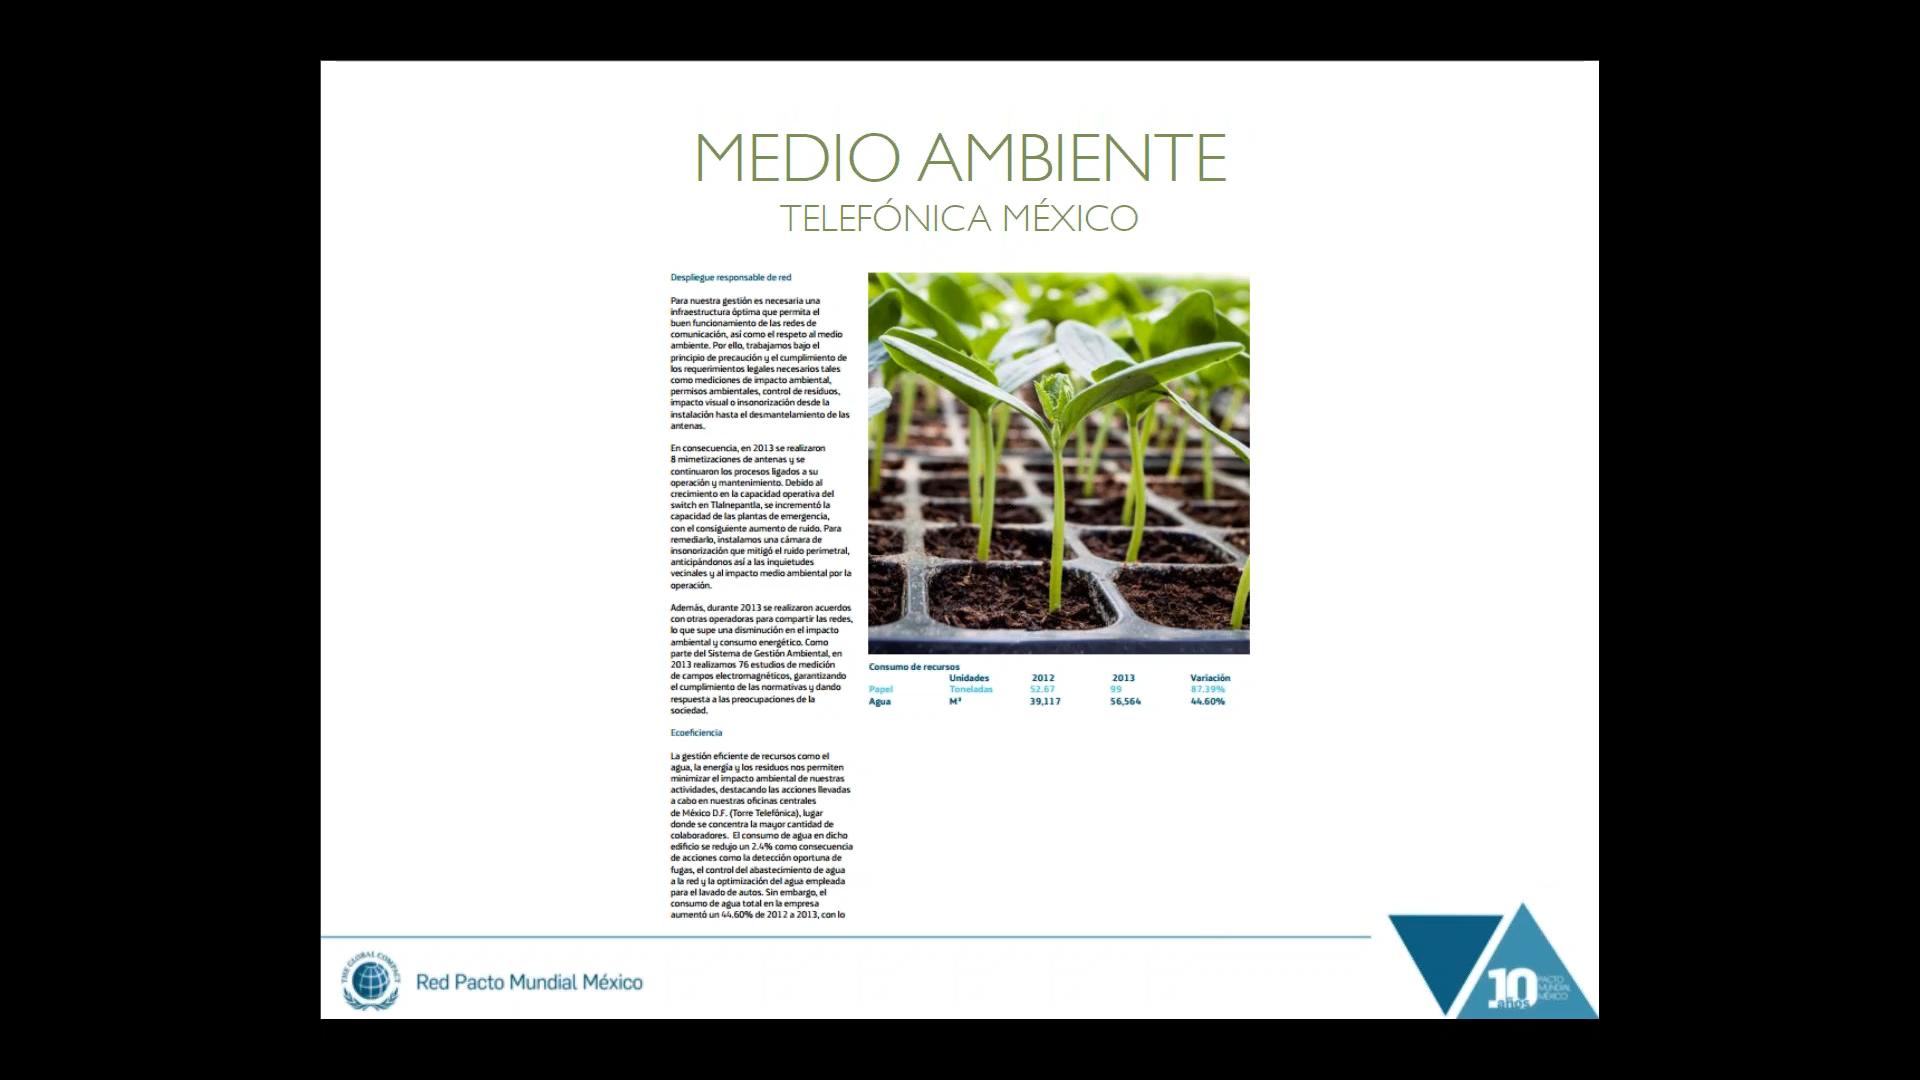 MEDIO AMBIENTE
TELEFÓNICA MÉXICO
Despliegue responsable de red
Para nuestra gestión es necesaria una
infraestructura óptima que permita el
buen funcionamiento de las redes de
comunicación, así como el respeto al medio
ambiente. Por ello, trabajamos bajo el
principio de precaución y el cumplimiento de
los requerimientos legales necesarios tales
como mediciones de impacto ambiental,
permisos ambientales, control de residuos,
impacto visual o insonorización desde la
instalación hasta el desmantelamiento de las
antenas.
En consecuencia, en 2013 se realizaron
8 mimetizaciones de antenas y se
continuaron los procesos ligados a su
operación y mantenimiento. Debido al
crecimiento en la capacidad operativa del
switch en Tlalnepantla, se incrementó la
capacidad de las plantas de emergencia,
con el consiguiente aumento de ruido. Para
remediarlo, instalamos una cámara de
insonorización que mitigó el ruido perimetral,
anticipándonos así a las inquietudes
vecinales y al impacto medio ambiental por la
operación.
Además, durante 2013 se realizaron acuerdos
con otras operadoras para compartir las redes,
lo que supe una disminución en el impacto
ambiental y consumo energético. Como
parte del Sistema de Gestión Ambiental, en
2013 realizamos 76 estudios de medición
de campos electromagnéticos, garantizando
el cumplimiento de las normativas y dando
respuesta a las preocupaciones de la
sociedad.
Ecoeficiencia
La gestión eficiente de recursos como el
agua, la energía y los residuos nos permiten
minimizar el impacto ambiental de nuestras
actividades, destacando las acciones llevadas
a cabo en nuestras oficinas centrales
de México D.F. (Torre Telefónica), lugar
donde se concentra la mayor cantidad de
colaboradores. El consumo de agua en dicho
edificio se redujo un 2.4% como consecuencia
de acciones como la detección oportuna de
fugas, el control del abastecimiento de agua
a la red y la optimización del agua empleada
para el lavado de autos. Sin embargo, el
consumo de agua total en la empresa
aumentó un 44.60% de 2012 a 2013, con lo
Consumo de recursos
Unidades 2012 2013 Variación
Papel Toneladas 52.67 99 87.39%
Agua M³ 39,117 56,564 44.60%
THE GLOBAL COMPACT
Red Pacto Mundial México
10 años
PACTO
MUNDIAL
MÉXICO